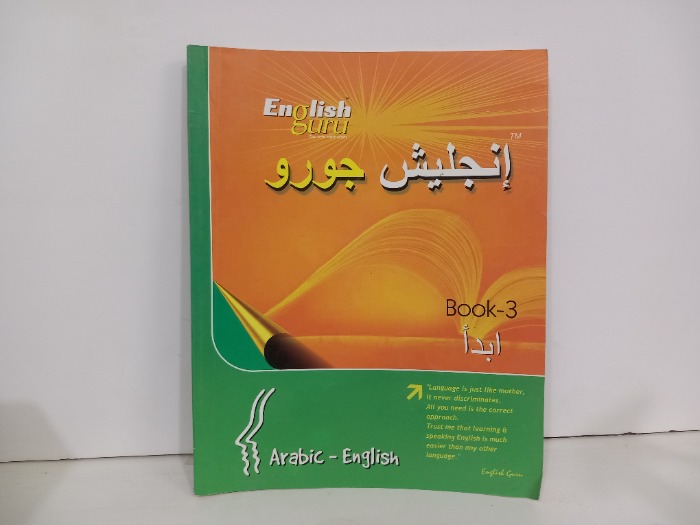 English
guru
إنجليش جورو
TM
Book-3
ابدأ
"Language is just like mother,
it never discriminates.
All you need is the correct
approach.
Trust me that learning &
speaking English is much
easier than any other
language."
English Guru
Arabic - English